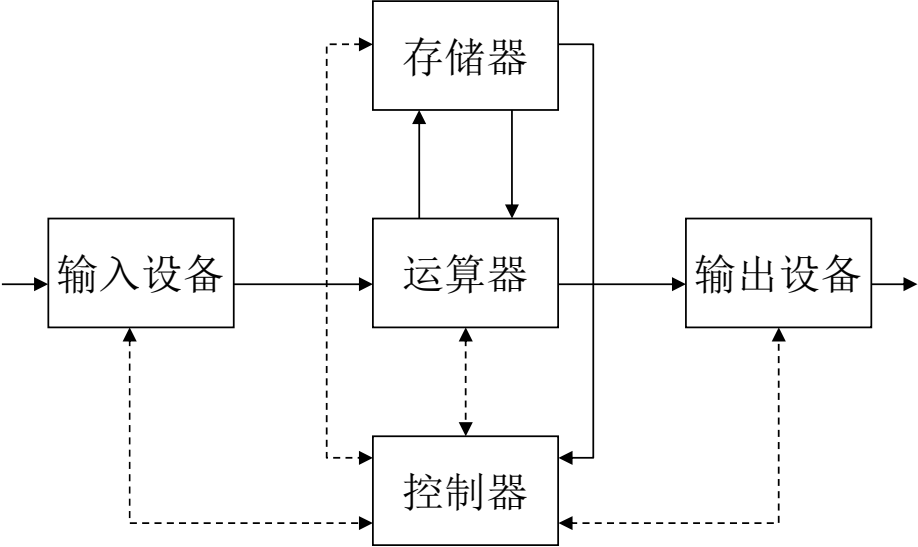 存储器
输入设备
运算器
输出设备
控制器